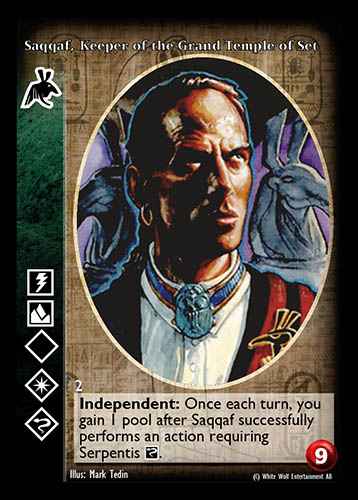 Saqqaf, Keeper of the Grand Temple of Set
2
Independent: Once each turn, you
gain 1 pool after Saqqaf successfully
performs an action requiring
Serpentis .
9
Illus: Mark Tedin
(C) White Wolf Entertainment AB